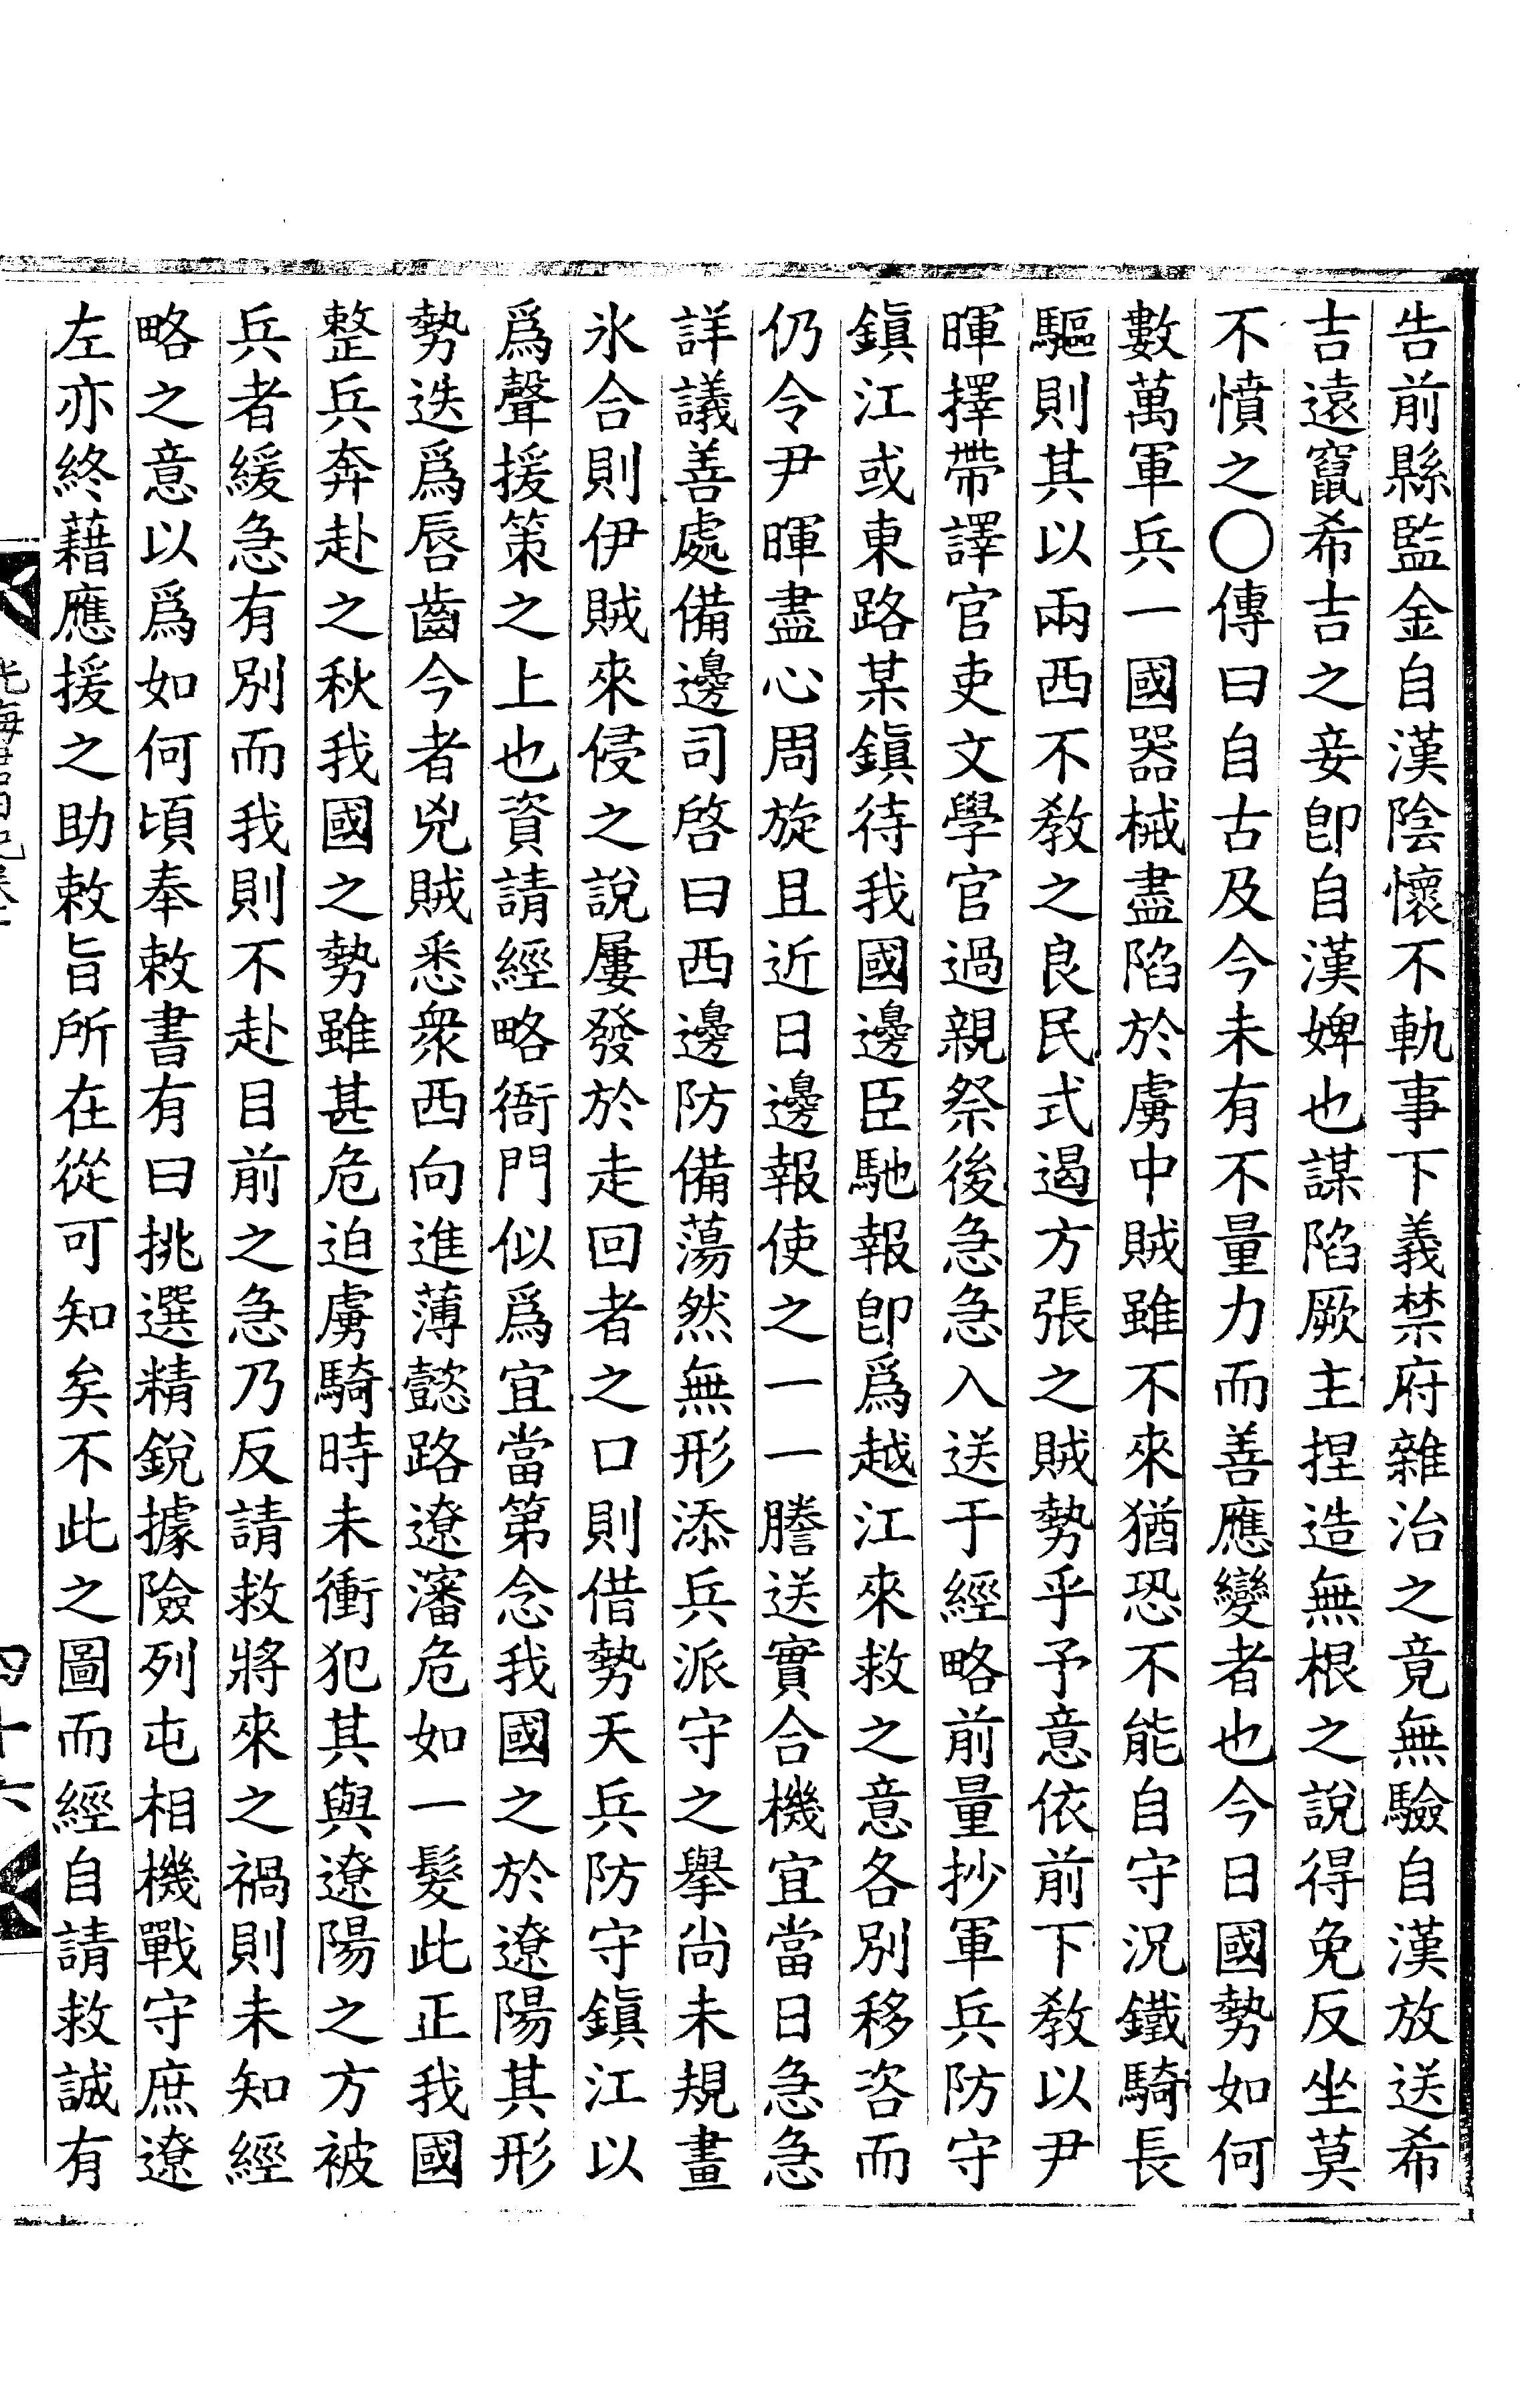 告前縣監金自漢陰懷不軌事下義禁府雜治之竟無驗自漢放送希
吉遠竄希吉之妾卽自漢婢也謀陷厥主揑造無根之說得免反坐莫
不憤之〇傳曰自古及今未有不量力而善應變者也今日國勢如何
數萬軍兵一國器械盡陷於虜中賊雖不來猶恐不能自守況鐵騎長
驅則其以兩西不敎之良民式遏方張之賊勢乎予意依前下敎以尹
暉擇帶譯官吏文學官過親祭後急急入送于經略前量抄軍兵防守
鎭江或東路某鎭待我國邊臣馳報卽爲越江來救之意各別移咨而
仍令尹暉盡心周旋且近日邊報使之一一謄送實合機宜當日急急
詳議善處備邊司啓曰西邊防備蕩然無形添兵派守之擧尙未規畫
氷合則伊賊來侵之說屢發於走回者之口則借勢天兵防守鎭江以
爲聲援策之上也資請經略衙門似爲宜當第念我國之於遼陽其形
勢迭爲唇齒今者兇賊悉衆西向進薄懿路遼瀋危如一髮此正我國
整兵奔赴之秋我國之勢雖甚危迫虜騎時未衝犯其與遼陽之方被
兵者緩急有別而我則不赴目前之急乃反請救將來之禍則未知經
略之意以爲如何頃奉敕書有曰挑選精銳據險列屯相機戰守庶遼
左亦終藉應援之助敕旨所在從可知矣不此之圖而經自請救誠有
四十六